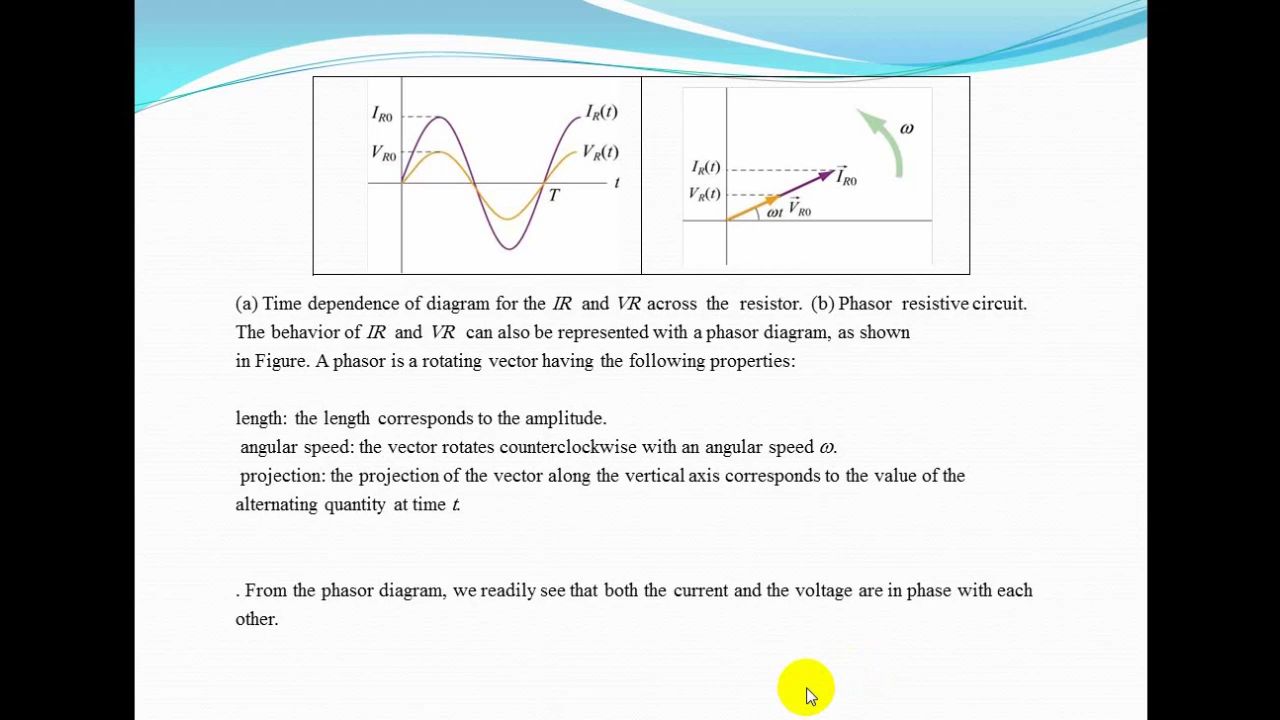 I_R0
I_R(t)
V_R0
V_R(t)
t
T
ω
I_R(t)
I_R0
V_R(t)
ωt V_R0
(a) Time dependence of diagram for the IR and VR across the resistor. (b) Phasor resistive circuit.
The behavior of IR and VR can also be represented with a phasor diagram, as shown
in Figure. A phasor is a rotating vector having the following properties:
length: the length corresponds to the amplitude.
angular speed: the vector rotates counterclockwise with an angular speed ω.
projection: the projection of the vector along the vertical axis corresponds to the value of the
alternating quantity at time t.
. From the phasor diagram, we readily see that both the current and the voltage are in phase with each
other.